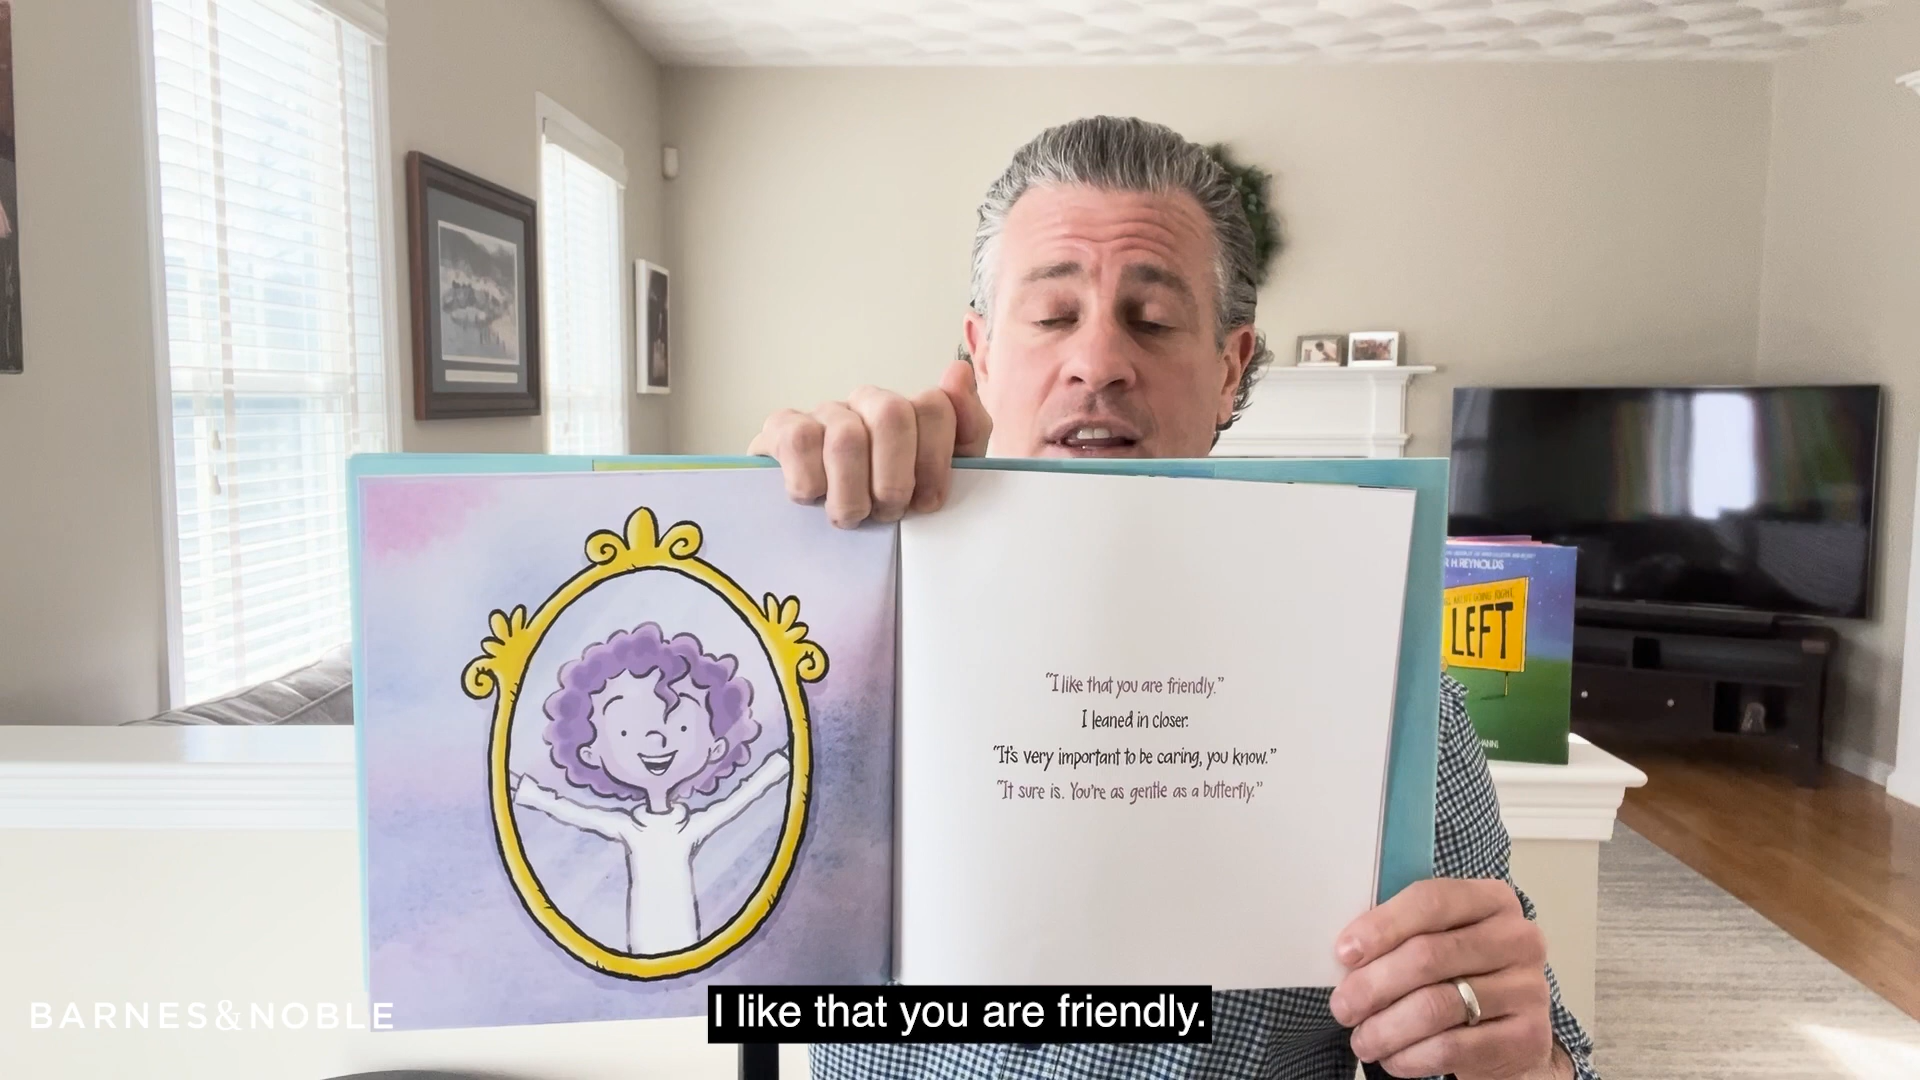 "I like that you are friendly."
I leaned in closer.
"It's very important to be caring, you know."
"It sure is. You're as gentle as a butterfly."
H. REYNOLDS
LEFT
BARNES&NOBLE
I like that you are friendly.